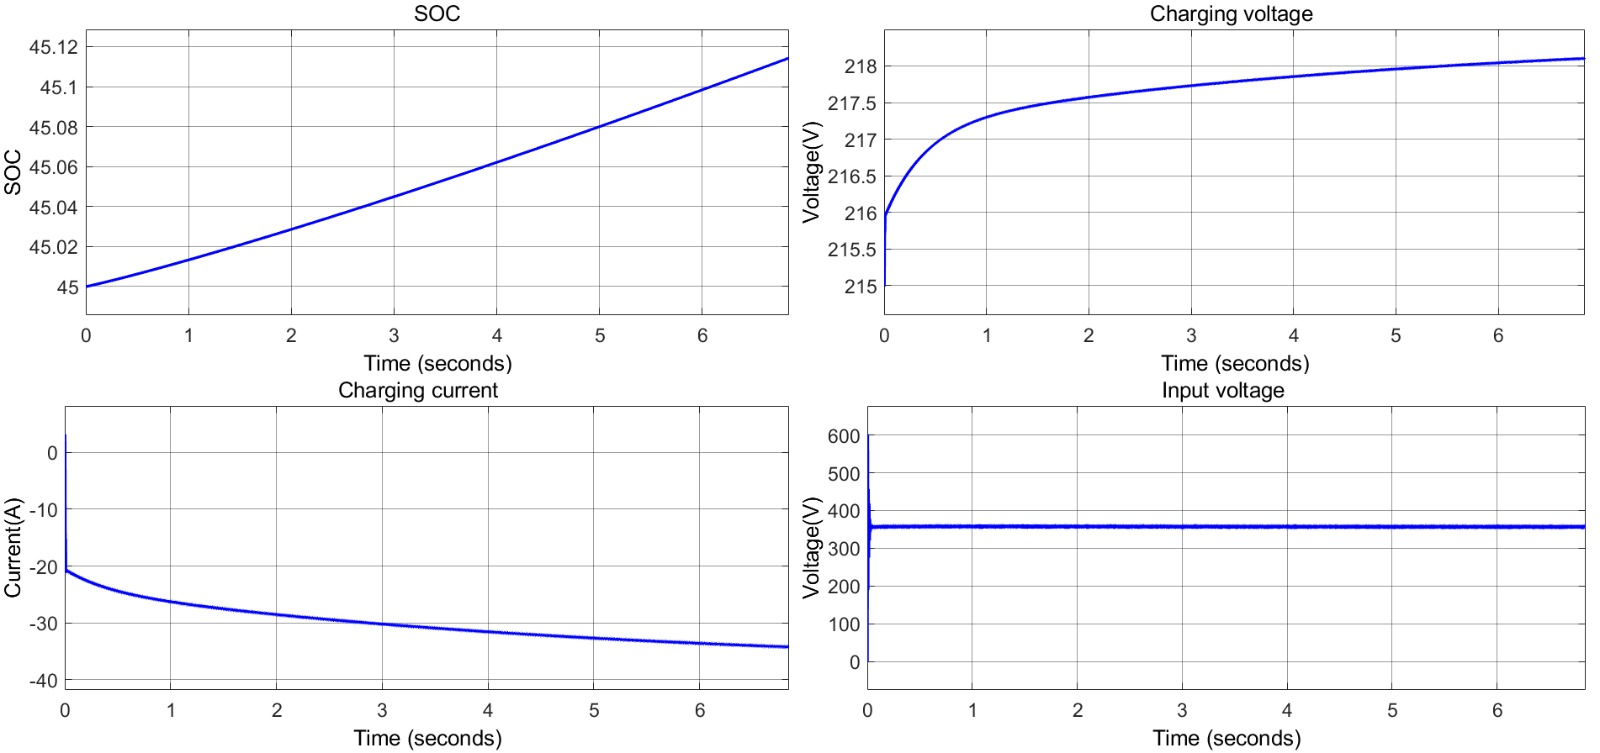 SOC
45.12
45.1
45.08
45.06
45.04
45.02
45
SOC
0 1 2 3 4 5 6
Time (seconds)
Charging voltage
218
217.5
217
216.5
216
215.5
215
Voltage(V)
0 1 2 3 4 5 6
Time (seconds)
Charging current
0
-10
-20
-30
-40
Current(A)
0 1 2 3 4 5 6
Time (seconds)
Input voltage
600
500
400
300
200
100
0
Voltage(V)
0 1 2 3 4 5 6
Time (seconds)